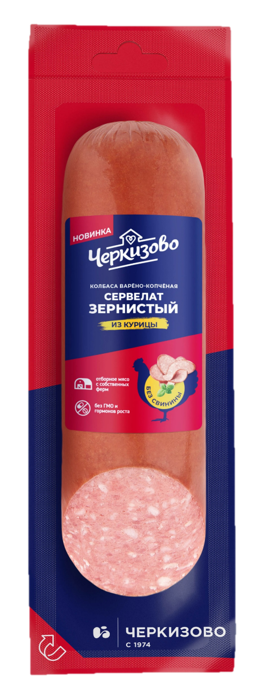 НОВИНКА
Черкизово
КОЛБАСА ВАРЁНО-КОПЧЁНАЯ
СЕРВЕЛАТ
ЗЕРНИСТЫЙ
ИЗ КУРИЦЫ
отборное мясо
с собственных
ферм
без ГМО и
гормонов роста
БЕЗ СВИНИНЫ
ЧЕРКИЗОВО
С 1974